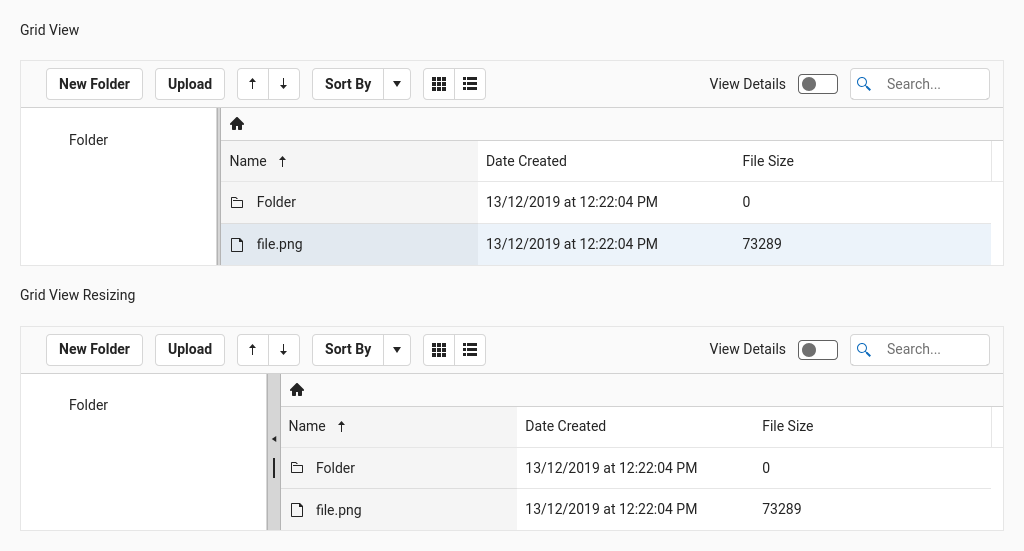 Grid View
New Folder Upload Sort By View Details Search...
Folder
Name Date Created File Size
Folder 13/12/2019 at 12:22:04 PM 0
file.png 13/12/2019 at 12:22:04 PM 73289
Grid View Resizing
New Folder Upload Sort By View Details Search...
Folder
Name Date Created File Size
Folder 13/12/2019 at 12:22:04 PM 0
file.png 13/12/2019 at 12:22:04 PM 73289